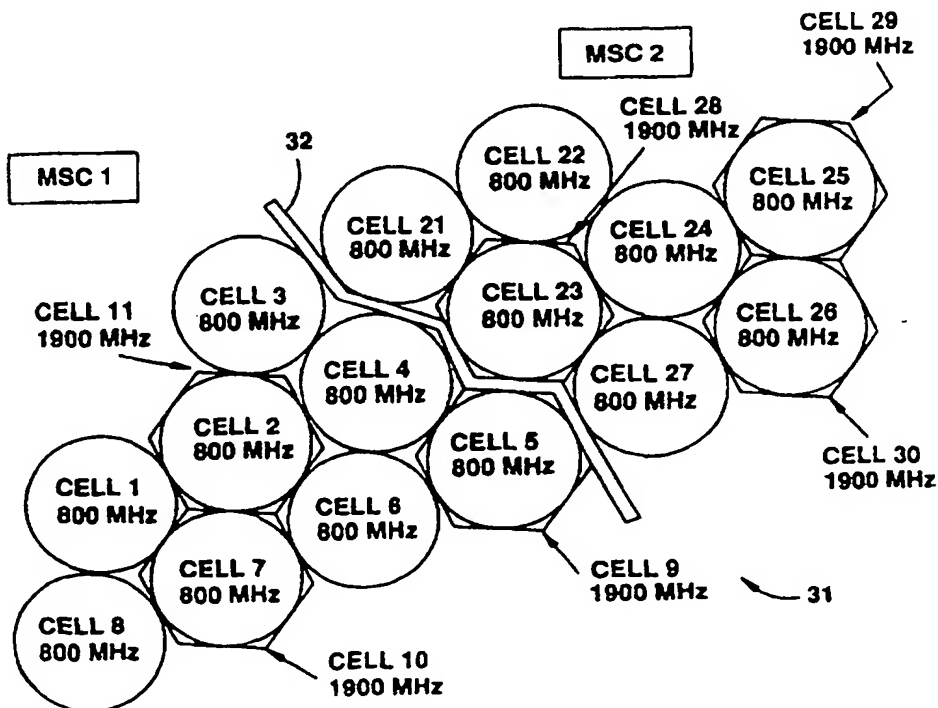 CELL 29
1900 MHz
MSC 2
CELL 28
1900 MHz
32
MSC 1
CELL 22
800 MHz
CELL 25
800 MHz
CELL 21
800 MHz
CELL 24
800 MHz
CELL 3
800 MHz
CELL 23
800 MHz
CELL 26
800 MHz
CELL 11
1900 MHz
CELL 4
800 MHz
CELL 27
800 MHz
CELL 2
800 MHz
CELL 5
800 MHz
CELL 30
1900 MHz
CELL 1
800 MHz
CELL 6
800 MHz
CELL 7
800 MHz
CELL 9
1900 MHz
31
CELL 8
800 MHz
CELL 10
1900 MHz